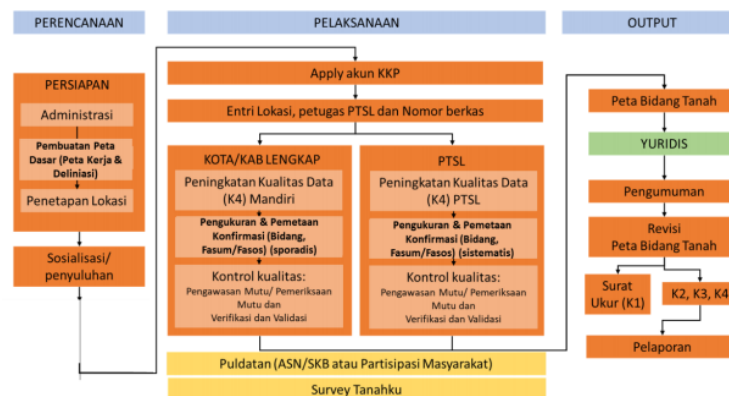 PERENCANAAN
PERSIAPAN
Administrasi
Pembuatan Peta
Dasar (Peta Kerja &
Deliniasi)
Penetapan Lokasi
Sosialisasi/
penyuluhan
PELAKSANAAN
Apply akun KKP
Entri Lokasi, petugas PTSL dan Nomor berkas
KOTA/KAB LENGKAP
Peningkatan Kualitas Data
(K4) Mandiri
Pengukuran & Pemetaan
Konfirmasi (Bidang,
Fasum/Fasos) (sporadis)
Kontrol kualitas:
Pengawasan Mutu/ Pemeriksaan
Mutu dan
Verifikasi dan Validasi
PTSL
Peningkatan Kualitas Data
(K4) PTSL
Pengukuran & Pemetaan
Konfirmasi (Bidang,
Fasum/Fasos) (sistematis)
Kontrol kualitas:
Pengawasan Mutu/ Pemeriksaan
Mutu dan
Verifikasi dan Validasi
Puldatan (ASN/SKB atau Partisipasi Masyarakat)
Survey Tanahku
OUTPUT
Peta Bidang Tanah
YURIDIS
Pengumuman
Revisi
Peta Bidang Tanah
Surat
Ukur (K1)
K2, K3, K4
Pelaporan